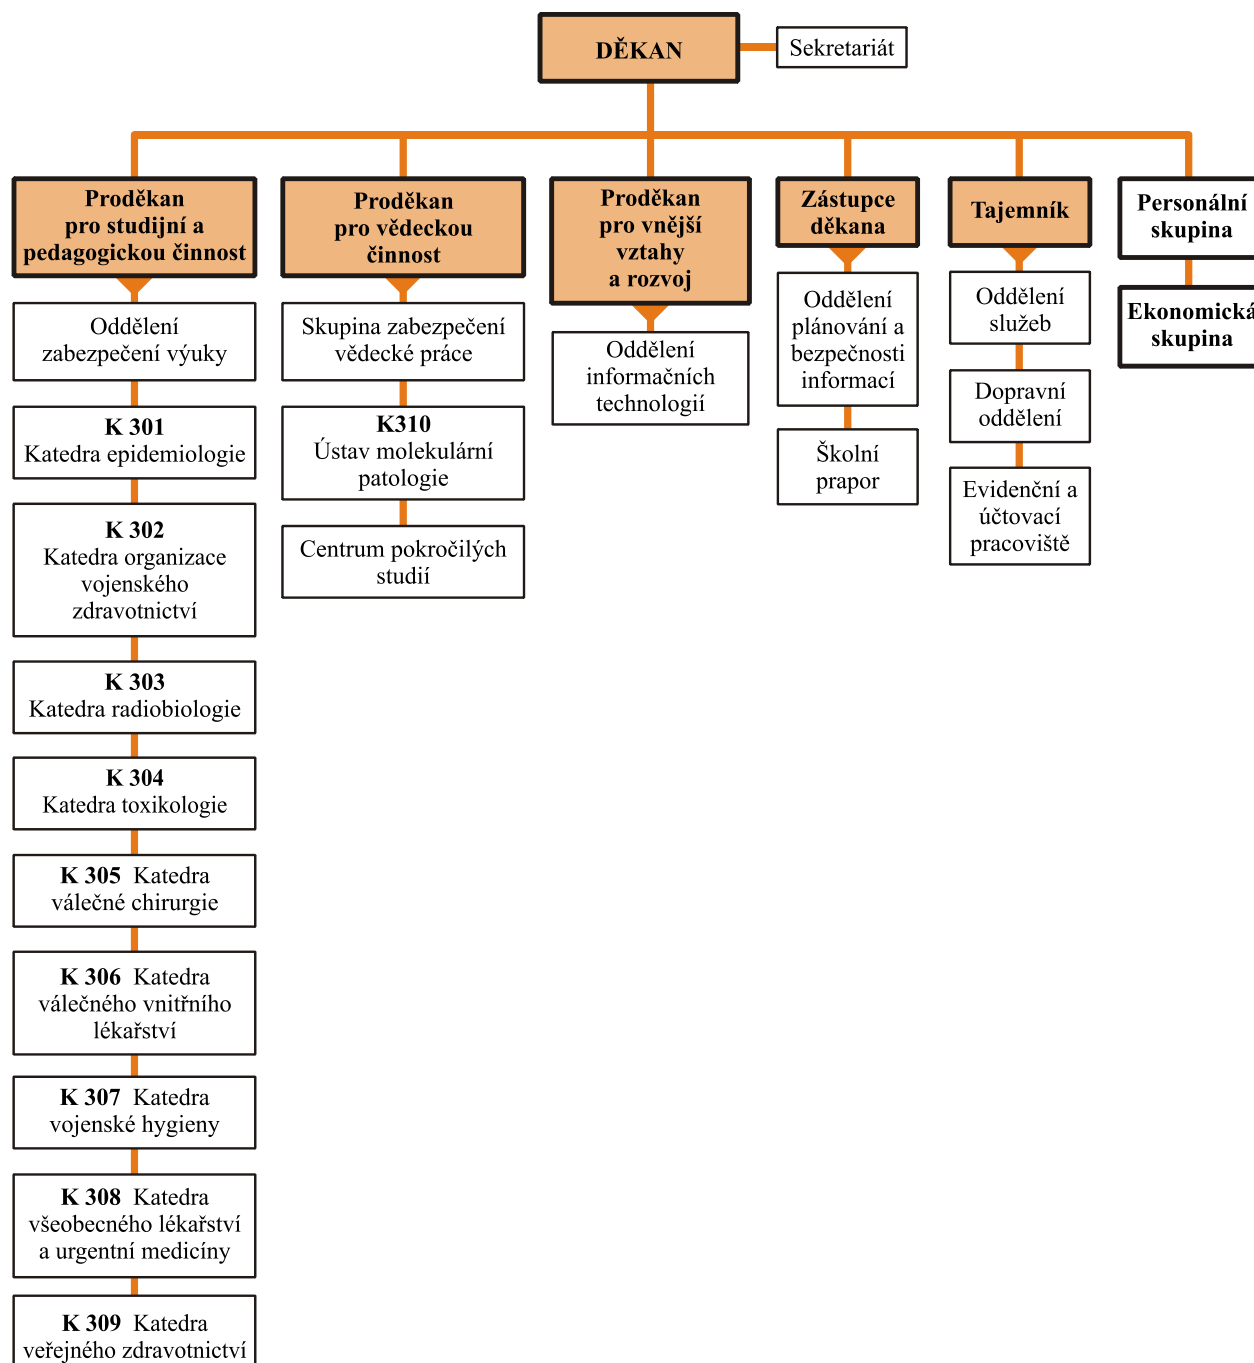 DĚKAN
Sekretariát
Proděkan
pro studijní a
pedagogickou činnost
Oddělení
zabezpečení výuky
K 301
Katedra epidemiologie
K 302
Katedra organizace
vojenského
zdravotnictví
K 303
Katedra radiobiologie
K 304
Katedra toxikologie
K 305 Katedra
válečné chirurgie
K 306 Katedra
válečného vnitřního
lékařství
K 307 Katedra
vojenské hygieny
K 308 Katedra
všeobecného lékařství
a urgentní medicíny
K 309 Katedra
veřejného zdravotnictví
Proděkan
pro vědeckou
činnost
Skupina zabezpečení
vědecké práce
K310
Ústav molekulární
patologie
Centrum pokročilých
studií
Proděkan
pro vnější
vztahy
a rozvoj
Oddělení
informačních
technologií
Zástupce
děkana
Oddělení
plánování a
bezpečnosti
informací
Školní
prapor
Tajemník
Oddělení
služeb
Dopravní
oddělení
Evidenční a
účtovací
pracoviště
Personální
skupina
Ekonomická
skupina